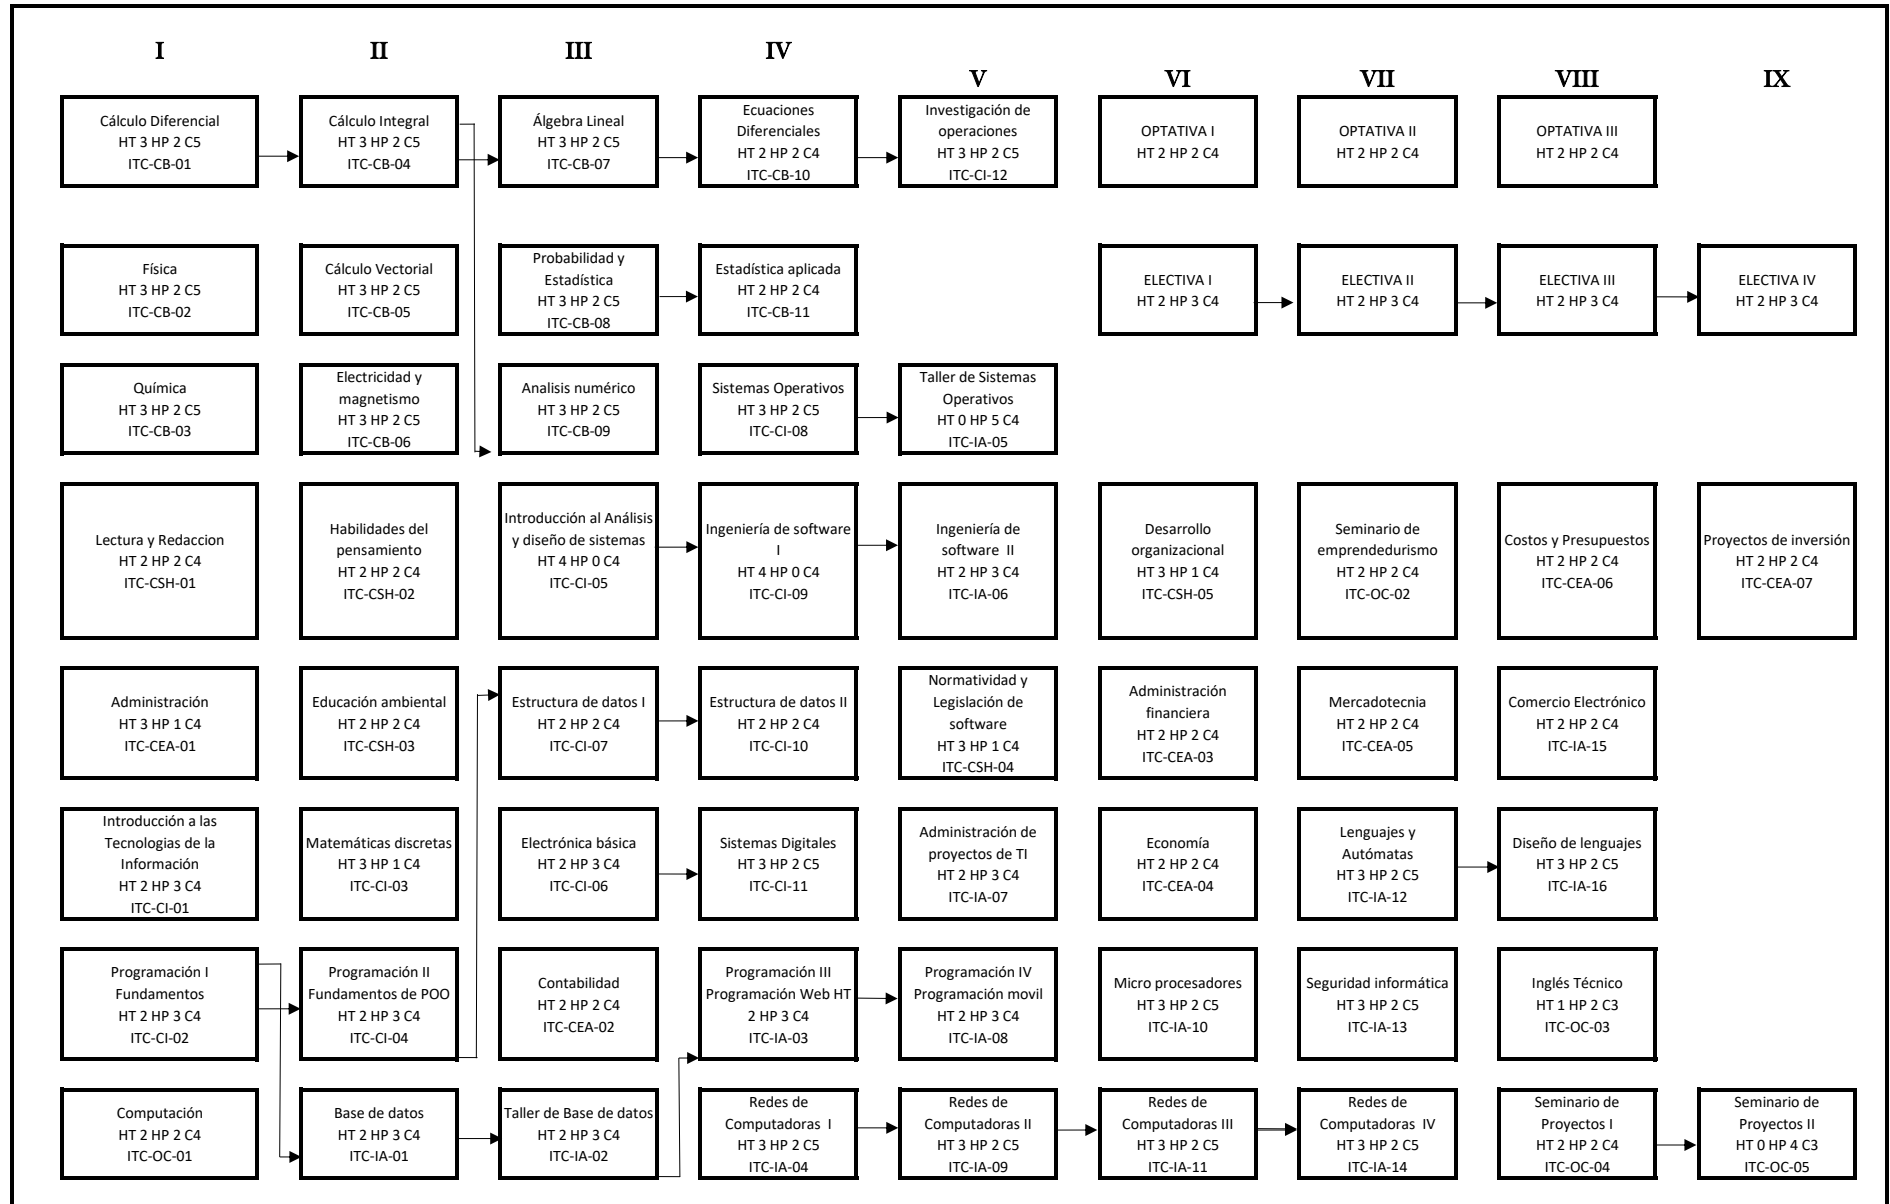 I
II
III
IV
V
VI
VII
VIII
IX
Cálculo Diferencial
HT 3 HP 2 C5
ITC-CB-01
Cálculo Integral
HT 3 HP 2 C5
ITC-CB-04
Álgebra Lineal
HT 3 HP 2 C5
ITC-CB-07
Ecuaciones
Diferenciales
HT 2 HP 2 C4
ITC-CB-10
Investigación de
operaciones
HT 3 HP 2 C5
ITC-CI-12
OPTATIVA I
HT 2 HP 2 C4
OPTATIVA II
HT 2 HP 2 C4
OPTATIVA III
HT 2 HP 2 C4
Física
HT 3 HP 2 C5
ITC-CB-02
Cálculo Vectorial
HT 3 HP 2 C5
ITC-CB-05
Probabilidad y
Estadística
HT 3 HP 2 C5
ITC-CB-08
Estadística aplicada
HT 2 HP 2 C4
ITC-CB-11
ELECTIVA I
HT 2 HP 3 C4
ELECTIVA II
HT 2 HP 3 C4
ELECTIVA III
HT 2 HP 3 C4
ELECTIVA IV
HT 2 HP 3 C4
Química
HT 3 HP 2 C5
ITC-CB-03
Electricidad y
magnetismo
HT 3 HP 2 C5
ITC-CB-06
Analisis numérico
HT 3 HP 2 C5
ITC-CB-09
Sistemas Operativos
HT 3 HP 2 C5
ITC-CI-08
Taller de Sistemas
Operativos
HT 0 HP 5 C4
ITC-IA-05
Lectura y Redaccion
HT 2 HP 2 C4
ITC-CSH-01
Habilidades del
pensamiento
HT 2 HP 2 C4
ITC-CSH-02
Introducción al Análisis
y diseño de sistemas
HT 4 HP 0 C4
ITC-CI-05
Ingeniería de software
I
HT 4 HP 0 C4
ITC-CI-09
Ingeniería de
software II
HT 2 HP 3 C4
ITC-IA-06
Desarrollo
organizacional
HT 3 HP 1 C4
ITC-CSH-05
Seminario de
emprendedurismo
HT 2 HP 2 C4
ITC-OC-02
Costos y Presupuestos
HT 2 HP 2 C4
ITC-CEA-06
Proyectos de inversión
HT 2 HP 2 C4
ITC-CEA-07
Administración
HT 3 HP 1 C4
ITC-CEA-01
Educación ambiental
HT 2 HP 2 C4
ITC-CSH-03
Estructura de datos I
HT 2 HP 2 C4
ITC-CI-07
Estructura de datos II
HT 2 HP 2 C4
ITC-CI-10
Normatividad y
Legislación de
software
HT 3 HP 1 C4
ITC-CSH-04
Administración
financiera
HT 2 HP 2 C4
ITC-CEA-03
Mercadotecnia
HT 2 HP 2 C4
ITC-CEA-05
Comercio Electrónico
HT 2 HP 2 C4
ITC-IA-15
Introducción a las
Tecnologias de la
Información
HT 2 HP 3 C4
ITC-CI-01
Matemáticas discretas
HT 3 HP 1 C4
ITC-CI-03
Electrónica básica
HT 2 HP 3 C4
ITC-CI-06
Sistemas Digitales
HT 3 HP 2 C5
ITC-CI-11
Administración de
proyectos de TI
HT 2 HP 3 C4
ITC-IA-07
Economía
HT 2 HP 2 C4
ITC-CEA-04
Lenguajes y
Autómatas
HT 3 HP 2 C5
ITC-IA-12
Diseño de lenguajes
HT 3 HP 2 C5
ITC-IA-16
Programación I
Fundamentos
HT 2 HP 3 C4
ITC-CI-02
Programación II
Fundamentos de POO
HT 2 HP 3 C4
ITC-CI-04
Contabilidad
HT 2 HP 2 C4
ITC-CEA-02
Programación III
Programación Web HT
2 HP 3 C4
ITC-IA-03
Programación IV
Programación movil
HT 2 HP 3 C4
ITC-IA-08
Micro procesadores
HT 3 HP 2 C5
ITC-IA-10
Seguridad informática
HT 3 HP 2 C5
ITC-IA-13
Inglés Técnico
HT 1 HP 2 C3
ITC-OC-03
Computación
HT 2 HP 2 C4
ITC-OC-01
Base de datos
HT 2 HP 3 C4
ITC-IA-01
Taller de Base de datos
HT 2 HP 3 C4
ITC-IA-02
Redes de
Computadoras I
HT 3 HP 2 C5
ITC-IA-04
Redes de
Computadoras II
HT 3 HP 2 C5
ITC-IA-09
Redes de
Computadoras III
HT 3 HP 2 C5
ITC-IA-11
Redes de
Computadoras IV
HT 3 HP 2 C5
ITC-IA-14
Seminario de
Proyectos I
HT 2 HP 2 C4
ITC-OC-04
Seminario de
Proyectos II
HT 0 HP 4 C3
ITC-OC-05